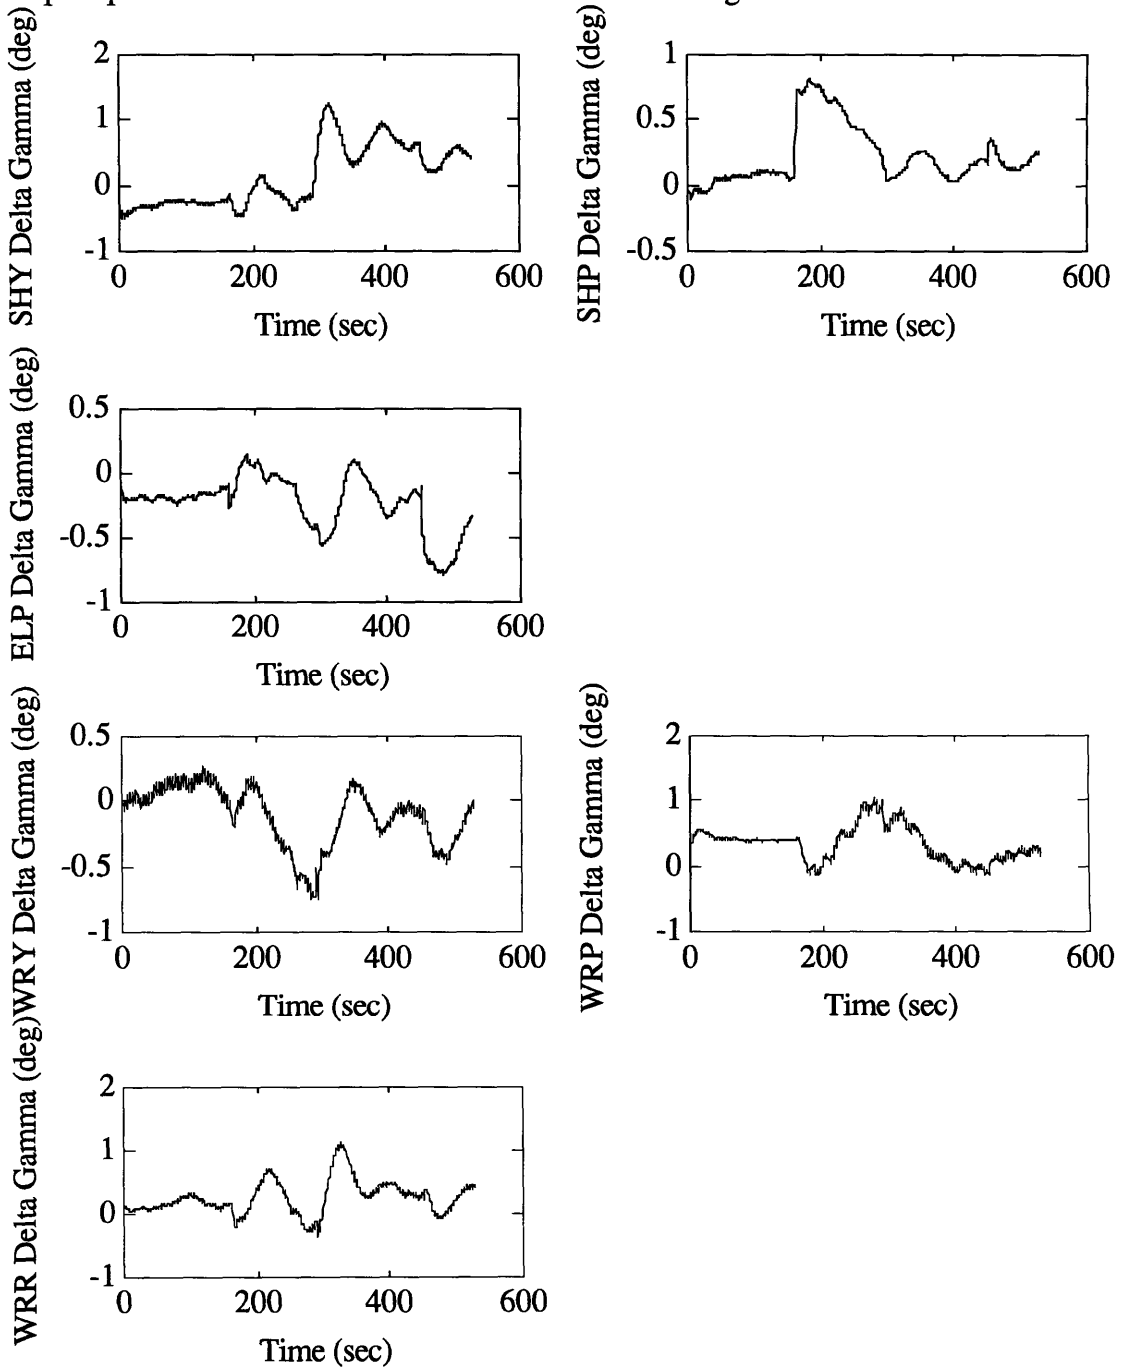 SHY Delta Gamma (deg)
2
1
0
-1
0 200 400 600
Time (sec)
SHP Delta Gamma (deg)
1
0.5
0
-0.5
0 200 400 600
Time (sec)
ELP Delta Gamma (deg)
0.5
0
-0.5
-1
0 200 400 600
Time (sec)
WRY Delta Gamma (deg)
0.5
0
-0.5
-1
0 200 400 600
Time (sec)
WRP Delta Gamma (deg)
2
1
0
-1
0 200 400 600
Time (sec)
WRR Delta Gamma (deg)
2
1
0
-1
0 200 400 600
Time (sec)